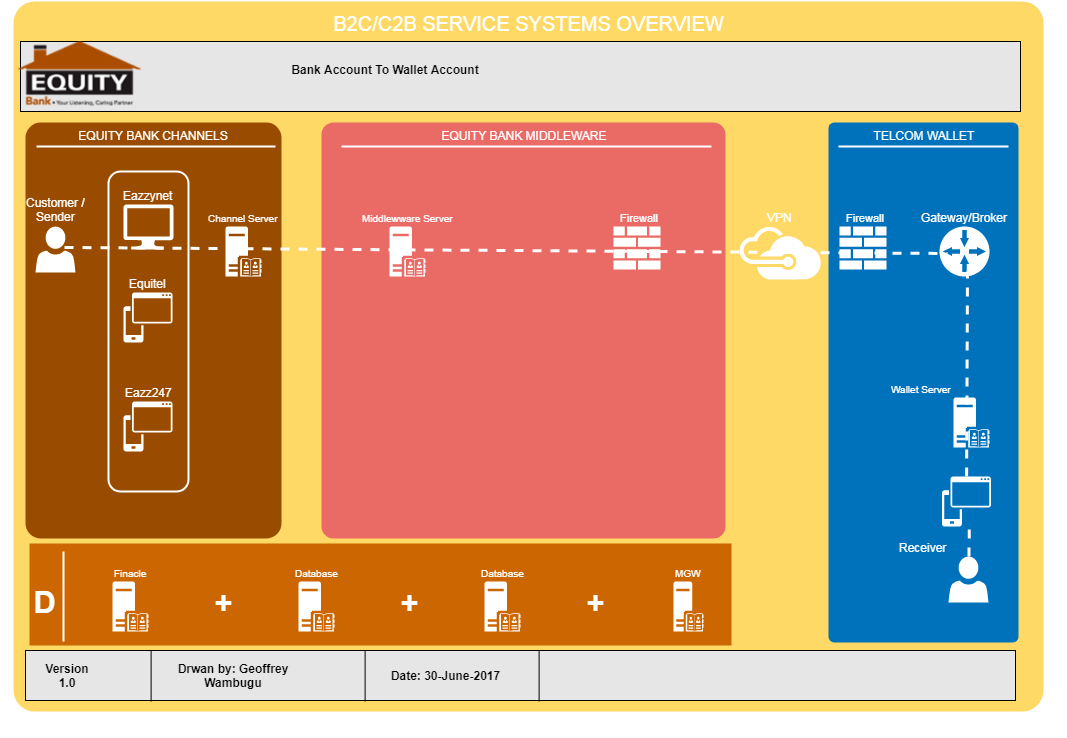 B2C/C2B SERVICE SYSTEMS OVERVIEW
EQUITY
Bank • Your Listening, Caring Partner
Bank Account To Wallet Account
EQUITY BANK CHANNELS
EQUITY BANK MIDDLEWARE
TELCOM WALLET
Customer /
Sender
Eazzynet
Channel Server
Middlewware Server
Firewall
VPN
Firewall
Gateway/Broker
Equitel
Eazz247
Wallet Server
Receiver
D
Finacle
+
Database
+
Database
+
MGW
Version
1.0
Drwan by: Geoffrey
Wambugu
Date: 30-June-2017